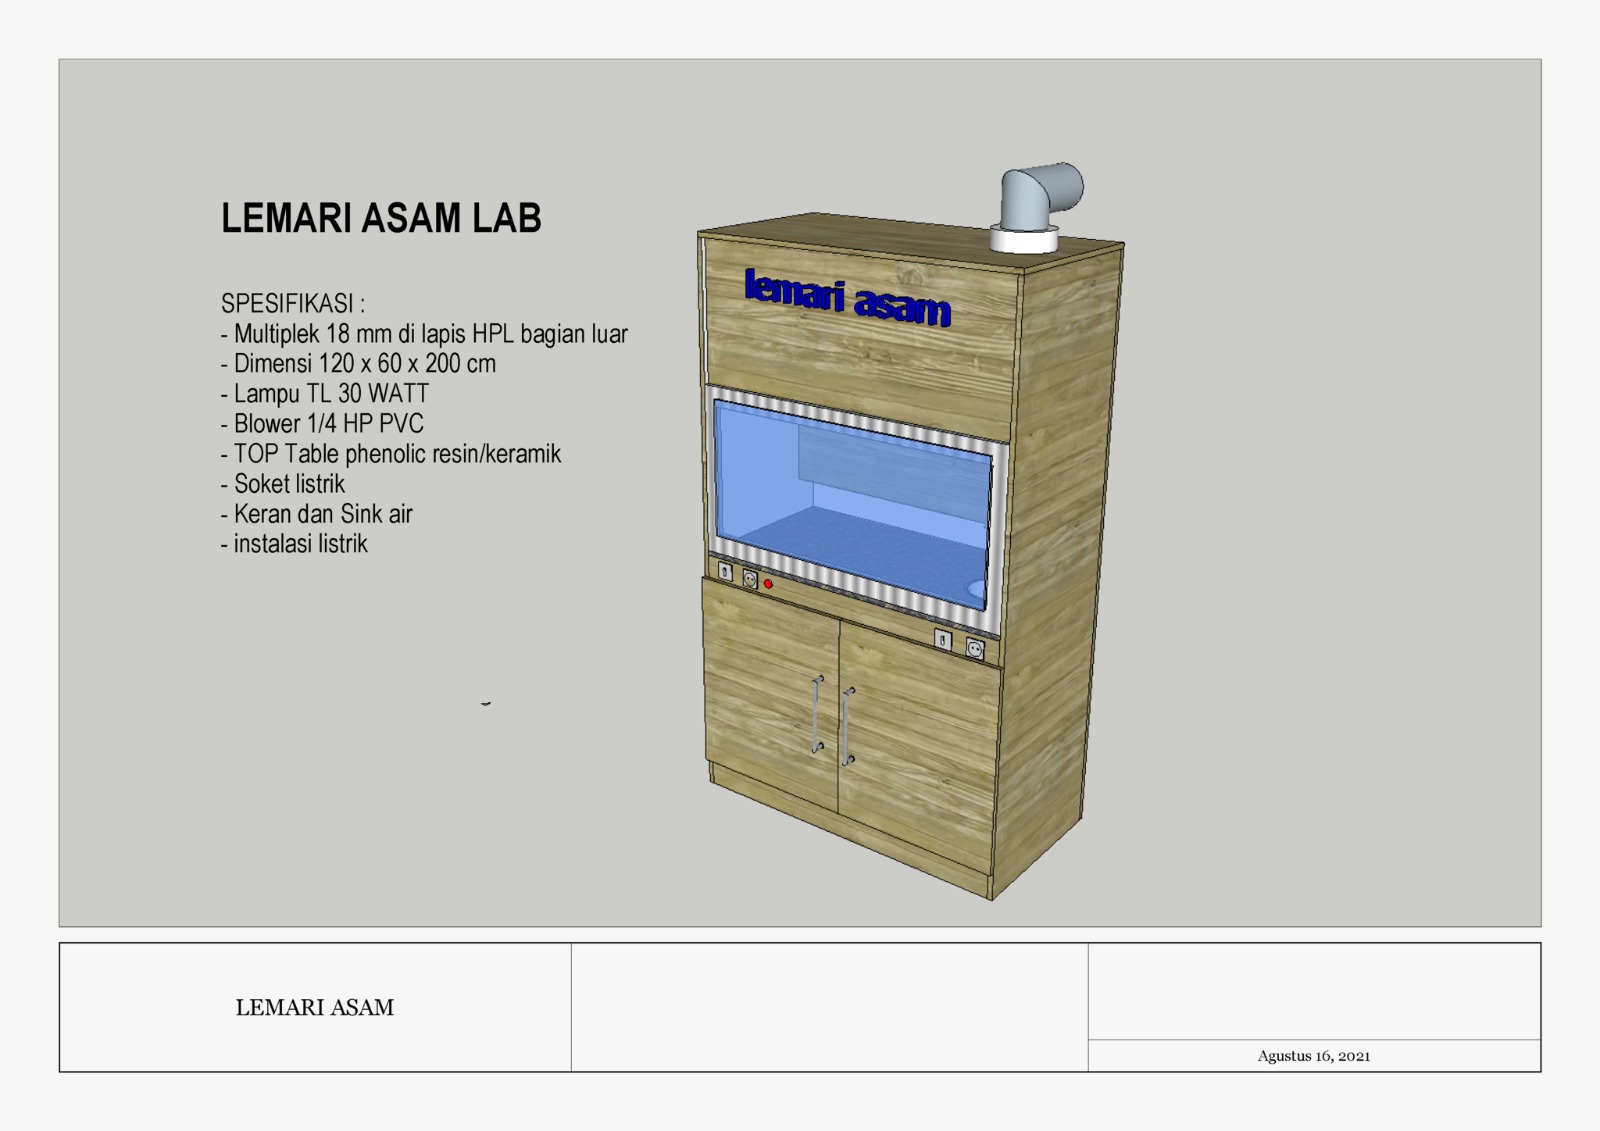 LEMARI ASAM LAB
SPESIFIKASI :
- Multiplek 18 mm di lapis HPL bagian luar
- Dimensi 120 x 60 x 200 cm
- Lampu TL 30 WATT
- Blower 1/4 HP PVC
- TOP Table phenolic resin/keramik
- Soket listrik
- Keran dan Sink air
- instalasi listrik
lemari asam
LEMARI ASAM
Agustus 16, 2021